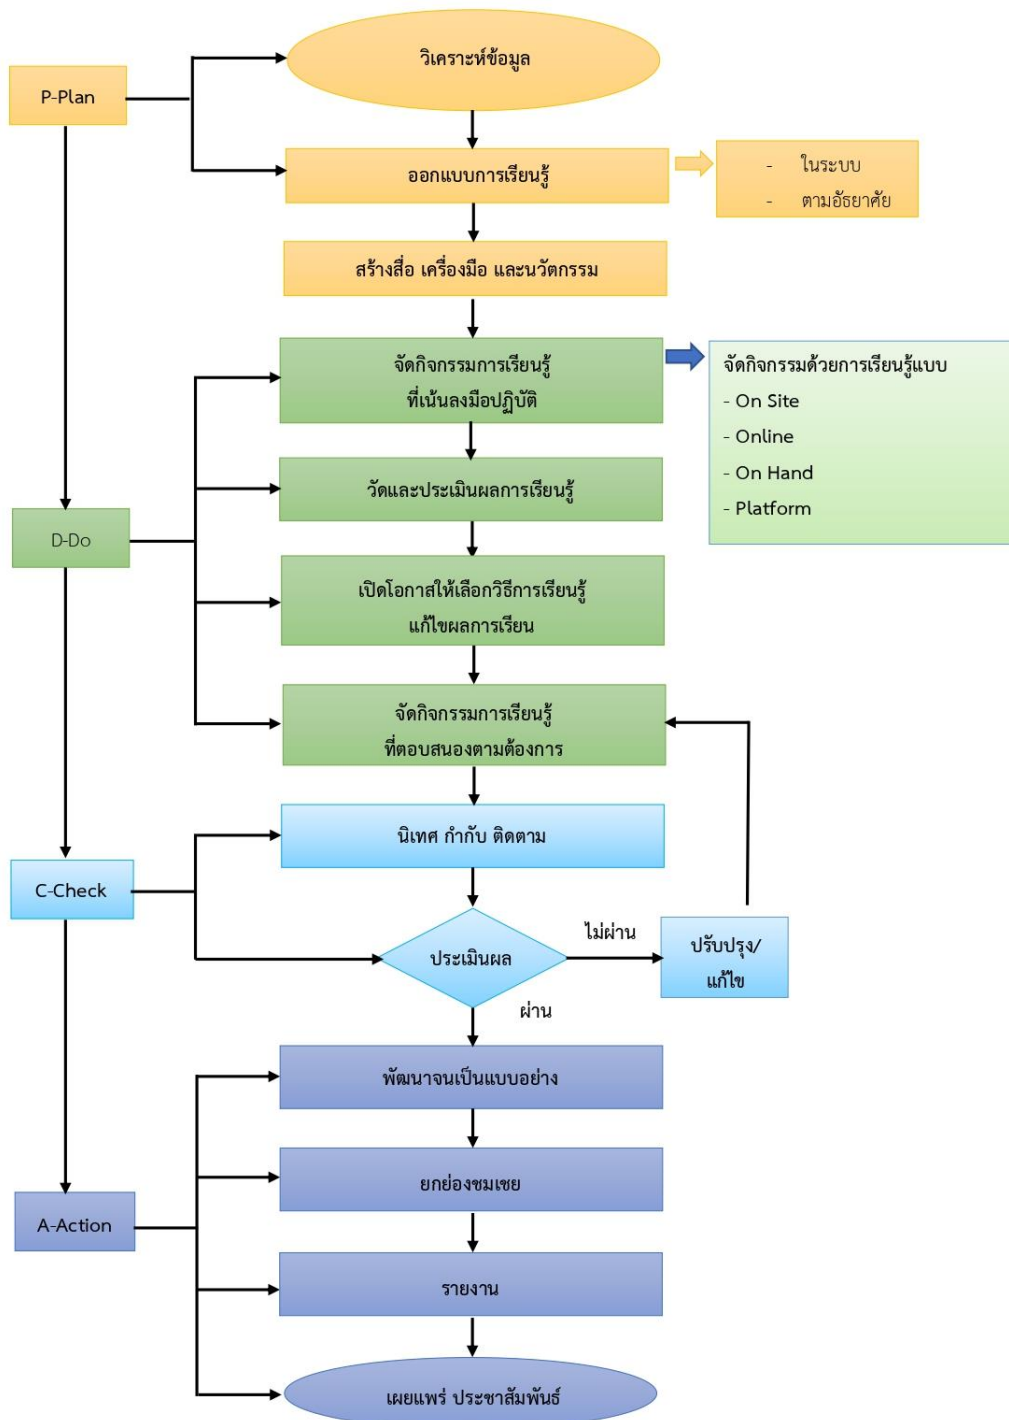 วิเคราะห์ข้อมูล
P-Plan
ออกแบบการเรียนรู้
- ในระบบ
- ตามอัธยาศัย
สร้างสื่อ เครื่องมือ และนวัตกรรม
จัดกิจกรรมการเรียนรู้
ที่เน้นลงมือปฏิบัติ
จัดกิจกรรมด้วยการเรียนรู้แบบ
- On Site
- Online
- On Hand
- Platform
วัดและประเมินผลการเรียนรู้
D-Do
เปิดโอกาสให้เลือกวิธีการเรียนรู้
แก้ไขผลการเรียน
จัดกิจกรรมการเรียนรู้
ที่ตอบสนองตามต้องการ
นิเทศ กำกับ ติดตาม
C-Check
ประเมินผล
ไม่ผ่าน
ปรับปรุง/
แก้ไข
ผ่าน
พัฒนาจนเป็นแบบอย่าง
ยกย่องชมเชย
A-Action
รายงาน
เผยแพร่ ประชาสัมพันธ์